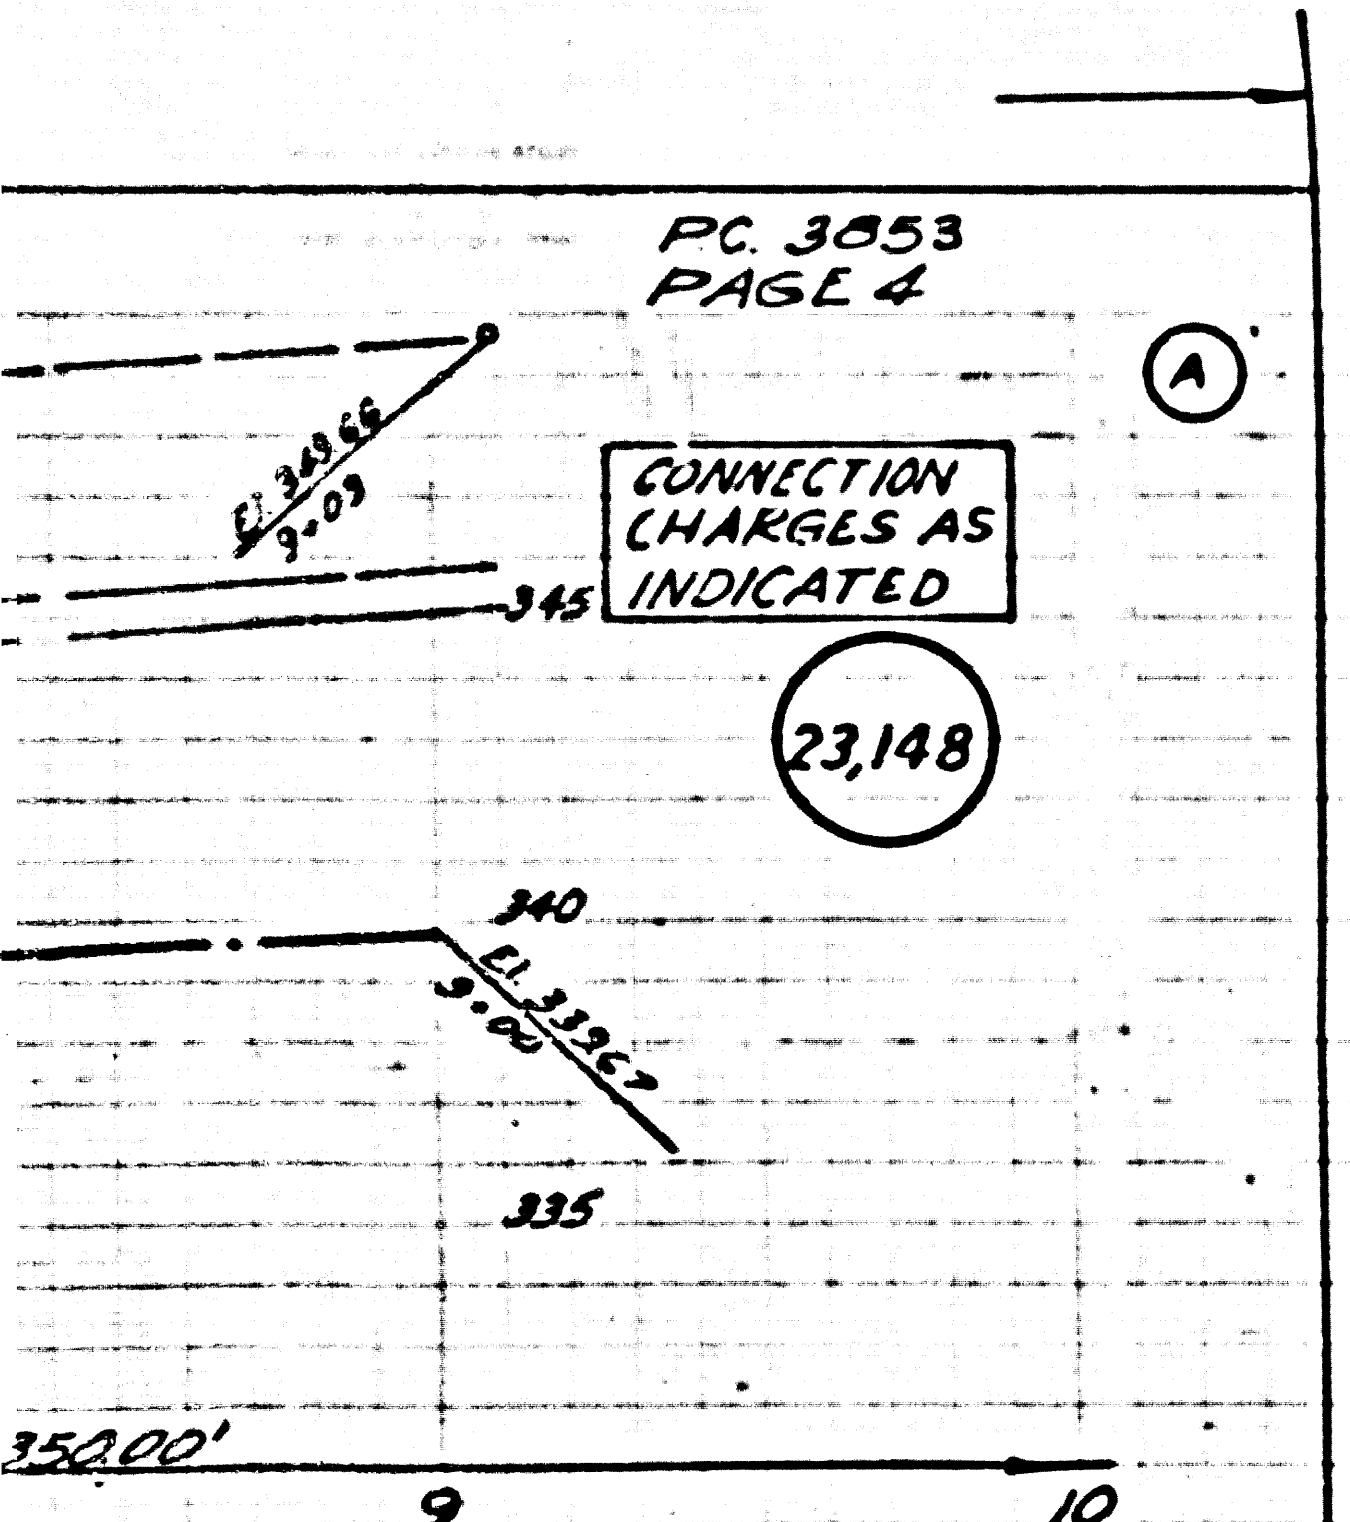 P.C. 3853
PAGE 4
A
El. 349.66
9+09
CONNECTION
CHARGES AS
INDICATED
345
23,148
340
El. 339.67
9+00
335
350.00'
9
10